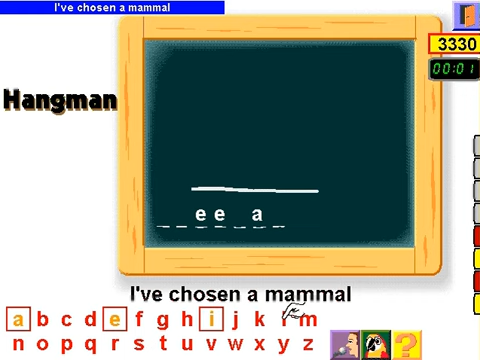 I've chosen a mammal
3330
00:01
Hangman
e e a
I've chosen a mammal
a b c d e f g h i j k l m
n o p q r s t u v w x y z
?